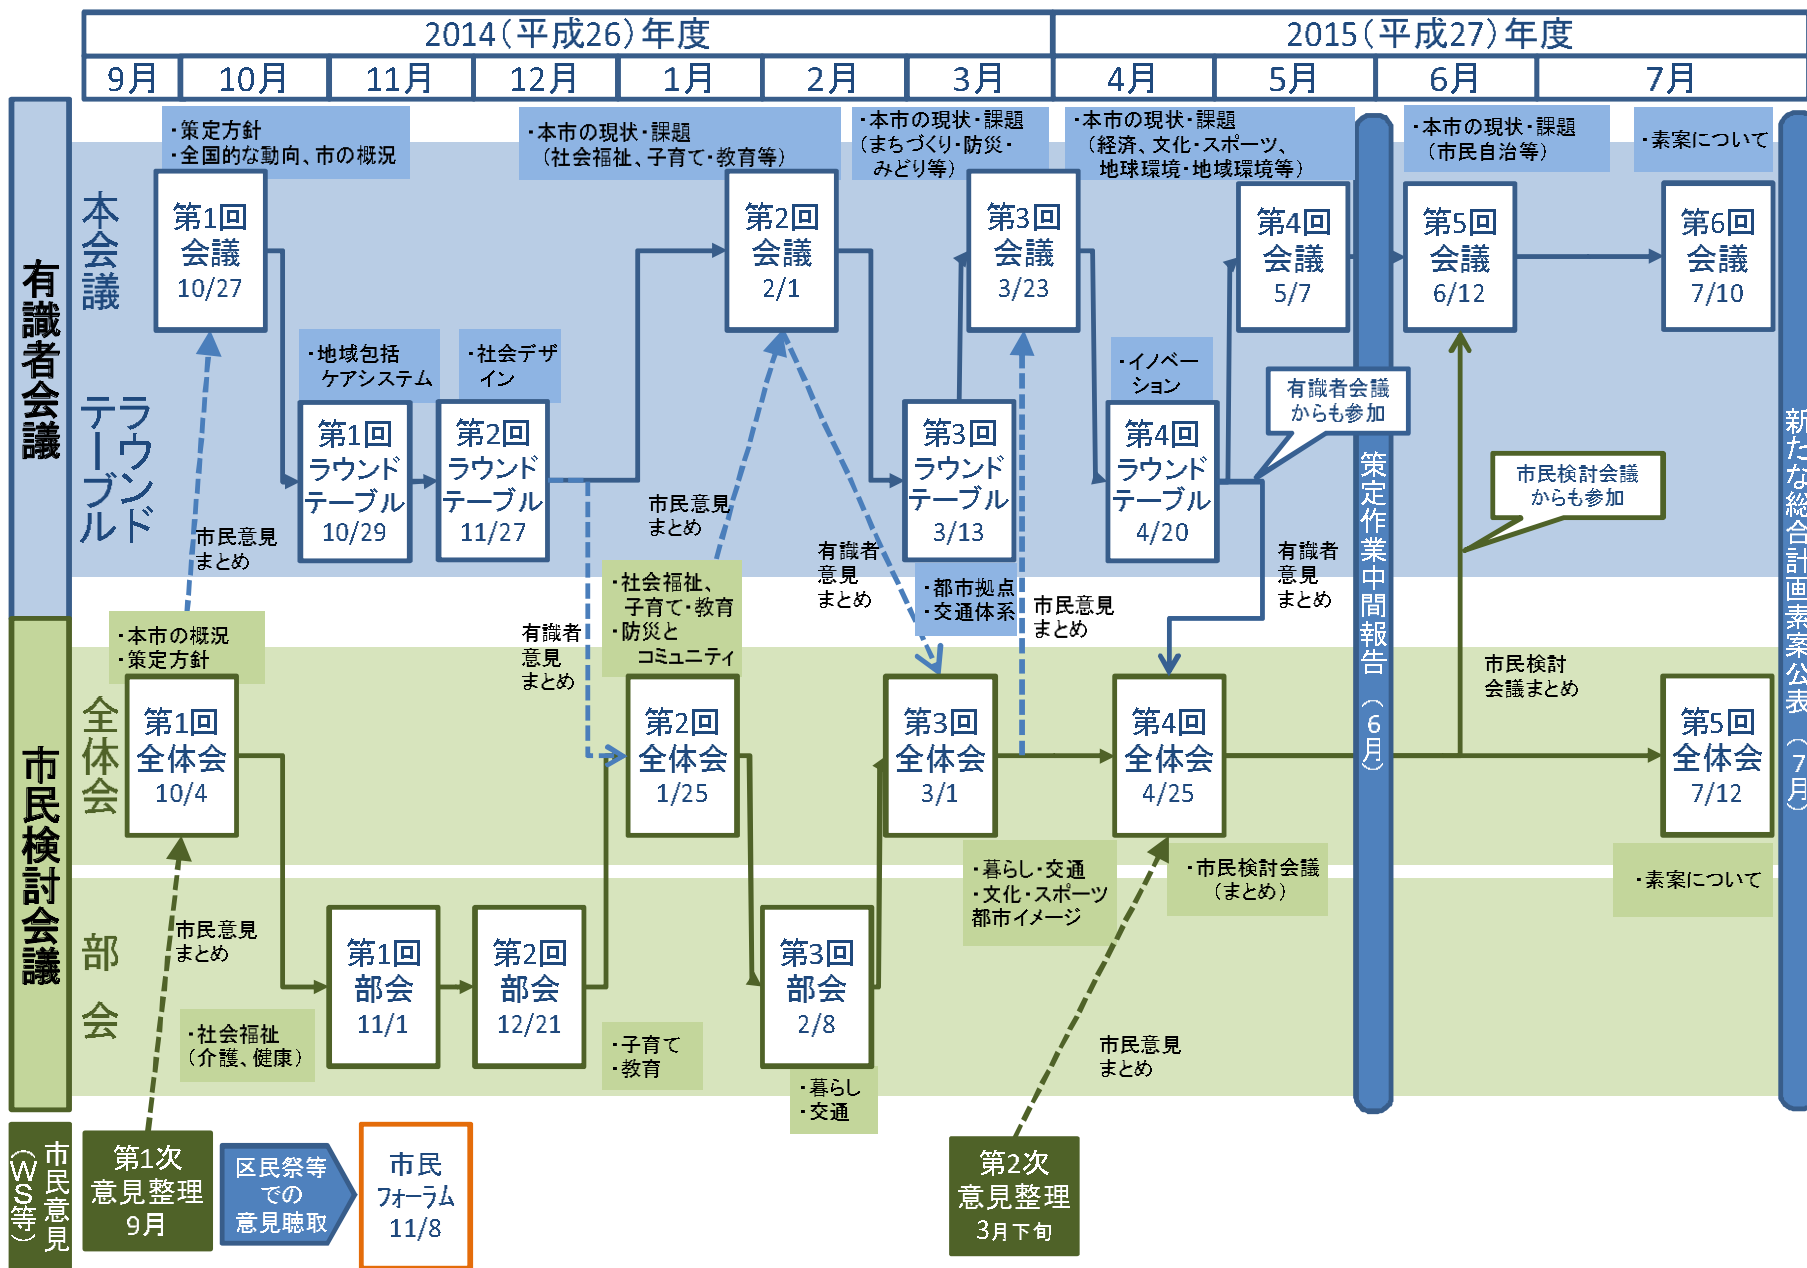 2014（平成26）年度
2015（平成27）年度
9月
10月
11月
12月
1月
2月
3月
4月
5月
6月
7月
有識者会議
本会議
・策定方針
・全国的な動向、市の概況
・本市の現状・課題
（社会福祉、子育て・教育等）
・本市の現状・課題
（まちづくり・防災・
みどり等）
・本市の現状・課題
（経済、文化・スポーツ、
地球環境・地域環境等）
・本市の現状・課題
（市民自治等）
・素案について
第1回
会議
10/27
第2回
会議
2/1
第3回
会議
3/23
第4回
会議
5/7
第5回
会議
6/12
第6回
会議
7/10
ラウンド
テーブル
・地域包括
ケアシステム
・社会デザ
イン
・イノベー
ション
有識者会議
からも参加
第1回
ラウンド
テーブル
10/29
第2回
ラウンド
テーブル
11/27
第3回
ラウンド
テーブル
3/13
第4回
ラウンド
テーブル
4/20
市民検討会議
からも参加
市民意見
まとめ
市民意見
まとめ
有識者
意見
まとめ
・都市拠点
・交通体系
市民意見
まとめ
有識者
意見
まとめ
策定作業中間報告（6月）
新たな総合計画素案公表（7月）
市民検討会議
全体会
・本市の概況
・策定方針
有識者
意見
まとめ
・社会福祉、
子育て・教育
・防災と
コミュニティ
市民検討
会議まとめ
第1回
全体会
10/4
第2回
全体会
1/25
第3回
全体会
3/1
第4回
全体会
4/25
第5回
全体会
7/12
・暮らし・交通
・文化・スポーツ
都市イメージ
・市民検討会議
（まとめ）
・素案について
部会
市民意見
まとめ
第1回
部会
11/1
第2回
部会
12/21
第3回
部会
2/8
・社会福祉
（介護、健康）
・子育て
・教育
・暮らし
・交通
市民意見
まとめ
市民意見
（WS等）
第1次
意見整理
9月
区民祭等
での
意見聴取
市民
フォーラム
11/8
第2次
意見整理
3月下旬